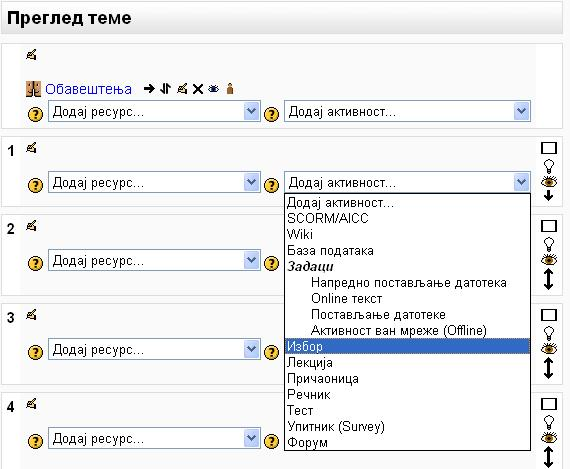 Преглед теме
Обавештења
Додај ресурс... Додај активност...
1
Додај ресурс... Додај активност...
Додај активност...
SCORM/AICC
Wiki
База података
Задаци
Напредно постављање датотека
Online текст
Постављање датотеке
Активност ван мреже (Offline)
Избор
Лекција
Причаоница
Речник
Тест
Упитник (Survey)
Форум
2
Додај ресурс...
3
Додај ресурс...
4
Додај ресурс...